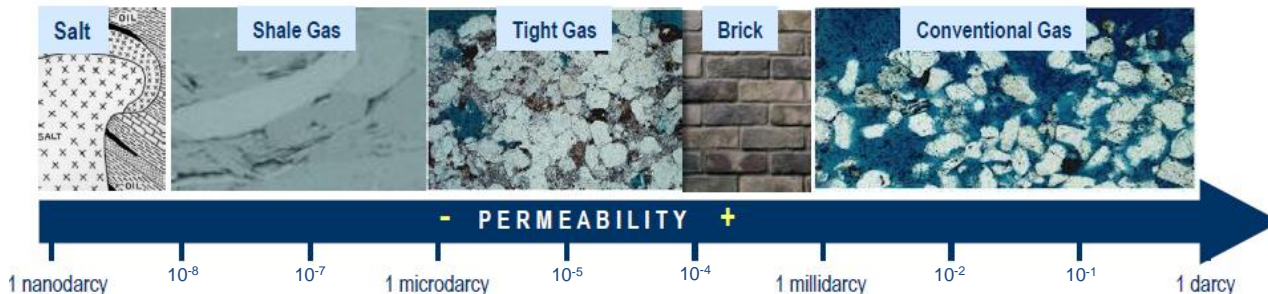 Salt
Shale Gas
Tight Gas
Brick
Conventional Gas
OIL
SALT
OIL
- PERMEABILITY +
1 nanodarcy
10⁻⁸
10⁻⁷
1 microdarcy
10⁻⁵
10⁻⁴
1 millidarcy
10⁻²
10⁻¹
1 darcy